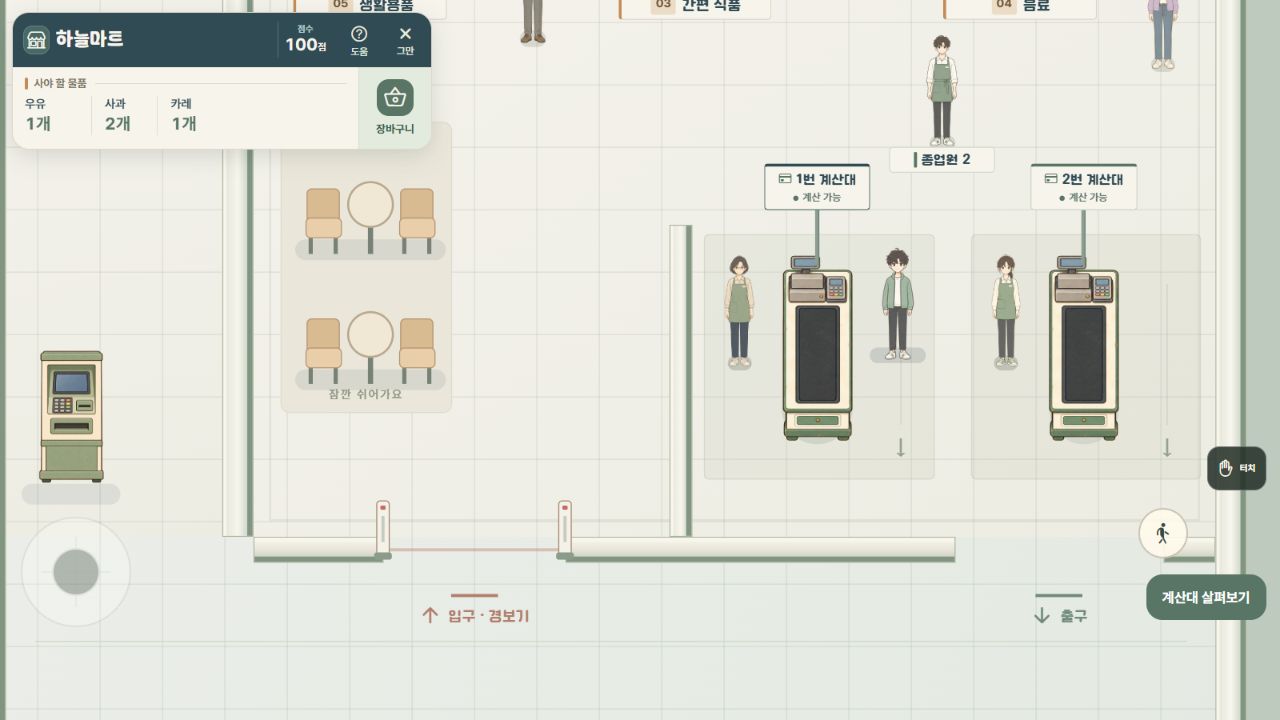 05 생활용품
03 간편 식품
04 음료
하늘마트
점수
100점
도움
그만
사야 할 물품
우유
1개
사과
2개
카레
1개
장바구니
종업원 2
1번 계산대
계산 가능
2번 계산대
계산 가능
잠깐 쉬어가요
터치
계산대 살펴보기
입구 · 경보기
출구